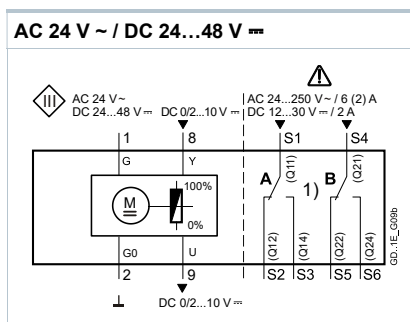 AC 24 V ~ / DC 24...48 V ⎓
III
AC 24 V ~
DC 24...48 V ⎓
DC 0/2...10 V ⎓
AC 24...250 V ~ / 6 (2) A
DC 12...30 V ⎓ / 2 A
1 8 S1 S4
G Y (Q11) (Q21)
100%
A 1) B
M
0%
G0 U (Q12) (Q14) (Q22) (Q24)
2 9 S2 S3 S5 S6
⊥ DC 0/2...10 V ⎓
GD..1E_G09b